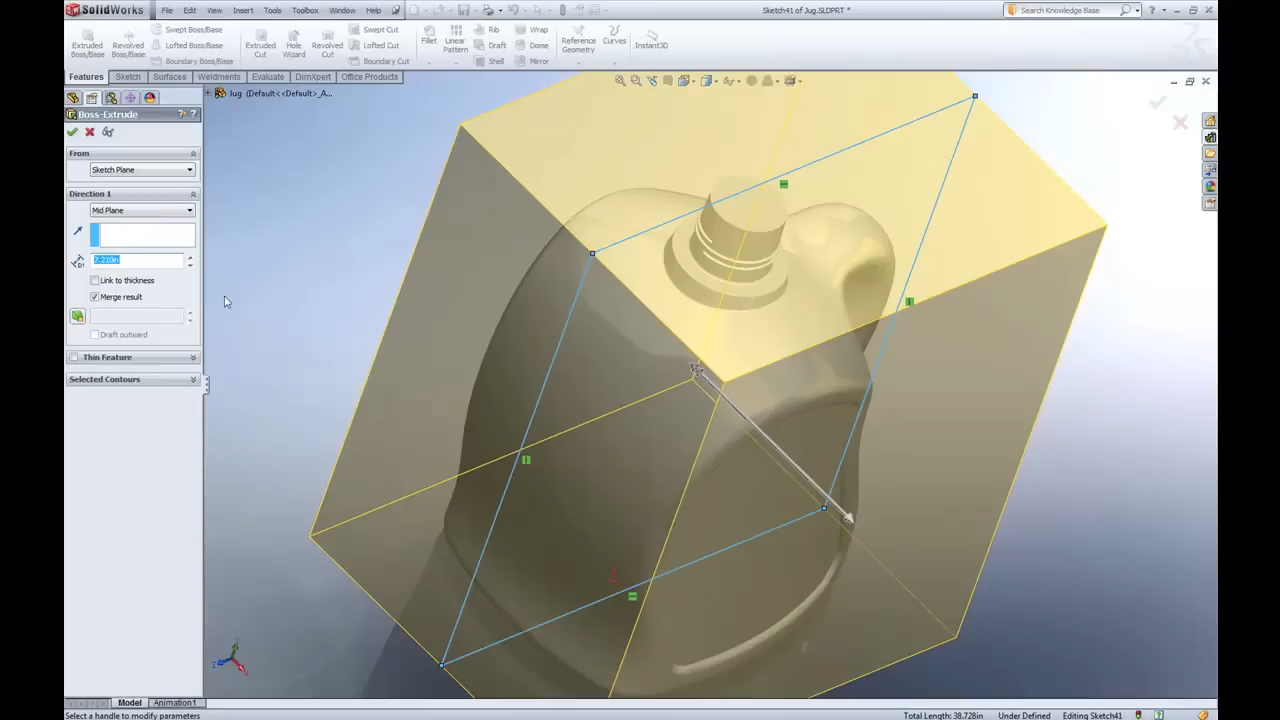 SolidWorks File Edit View Insert Tools Toolbox Window Help Sketch41 of Jug.SLDPRT * Search Knowledge Base
Extruded Boss/Base Revolved Boss/Base Swept Boss/Base Lofted Boss/Base Boundary Boss/Base Extruded Cut Hole Wizard Revolved Cut Swept Cut Lofted Cut Boundary Cut Fillet Linear Pattern Rib Draft Shell Wrap Dome Mirror Reference Geometry Curves Instant3D
Features Sketch Surfaces Weldments Evaluate DimXpert Office Products
Jug (Default<<Default>_A...
Boss-Extrude
From
Sketch Plane
Direction 1
Mid Plane
7.210in
Link to thickness
Merge result
Draft outward
Thin Feature
Selected Contours
Model Animation1
Select a handle to modify parameters Total Length: 38.728in Under Defined Editing Sketch41